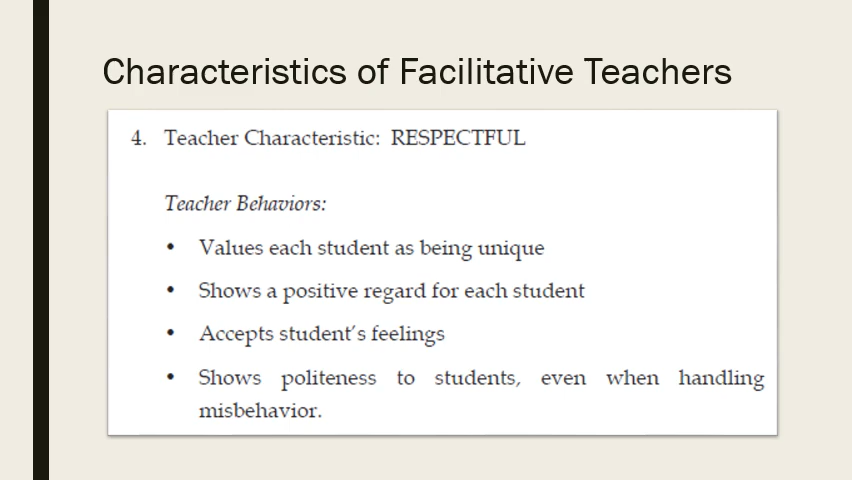 Characteristics of Facilitative Teachers
4. Teacher Characteristic: RESPECTFUL
Teacher Behaviors:
• Values each student as being unique
• Shows a positive regard for each student
• Accepts student's feelings
• Shows politeness to students, even when handling
misbehavior.